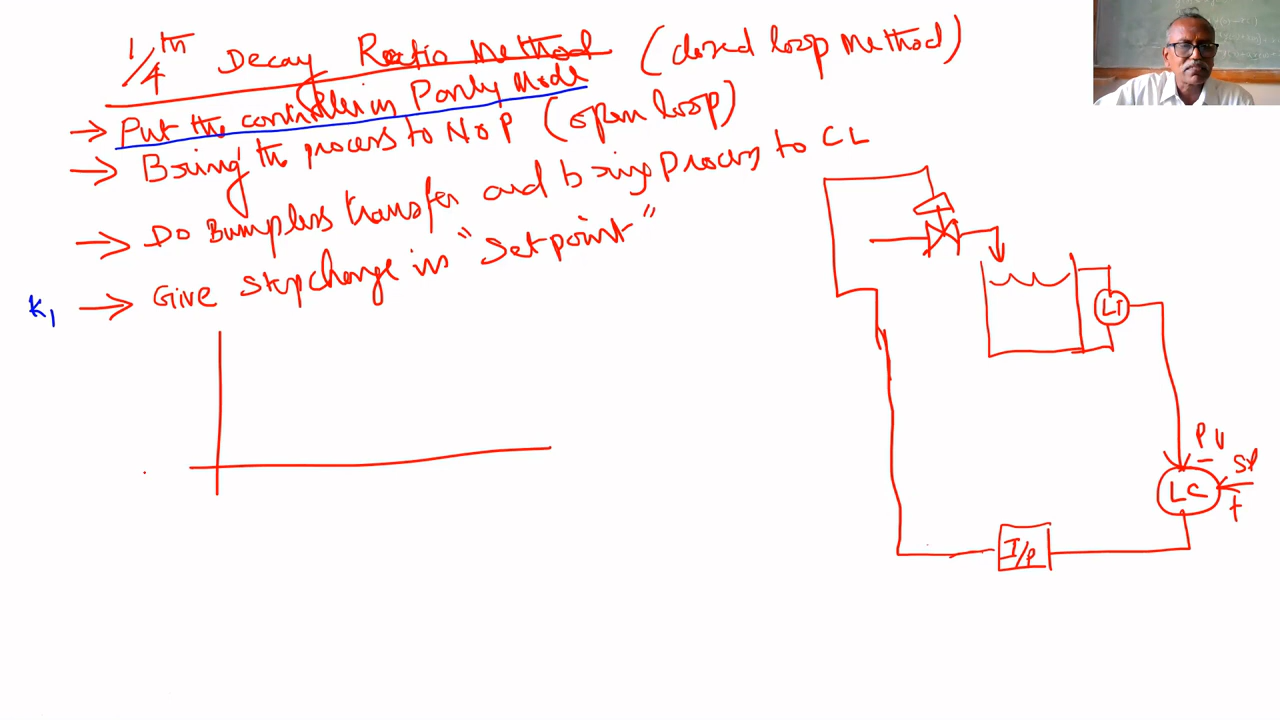 1/4th Decay Ratio Method (closed loop method)
→ Put the controller in P only Mode
→ Bring the process to NOP (open loop)
→ Do Bumpless transfer and bring Process to CL
K1 → Give step change in "Set point"
LT
PV
SP
LC
+
I/P